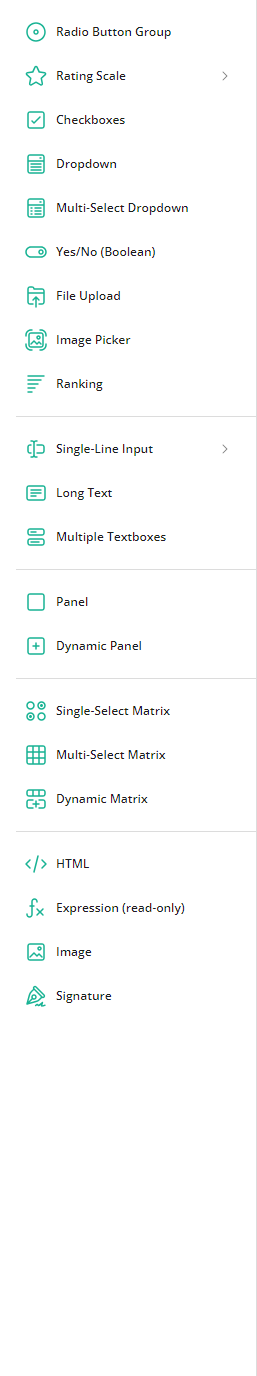 Radio Button Group
Rating Scale
Checkboxes
Dropdown
Multi-Select Dropdown
Yes/No (Boolean)
File Upload
Image Picker
Ranking
Single-Line Input
Long Text
Multiple Textboxes
Panel
Dynamic Panel
Single-Select Matrix
Multi-Select Matrix
Dynamic Matrix
HTML
Expression (read-only)
Image
Signature